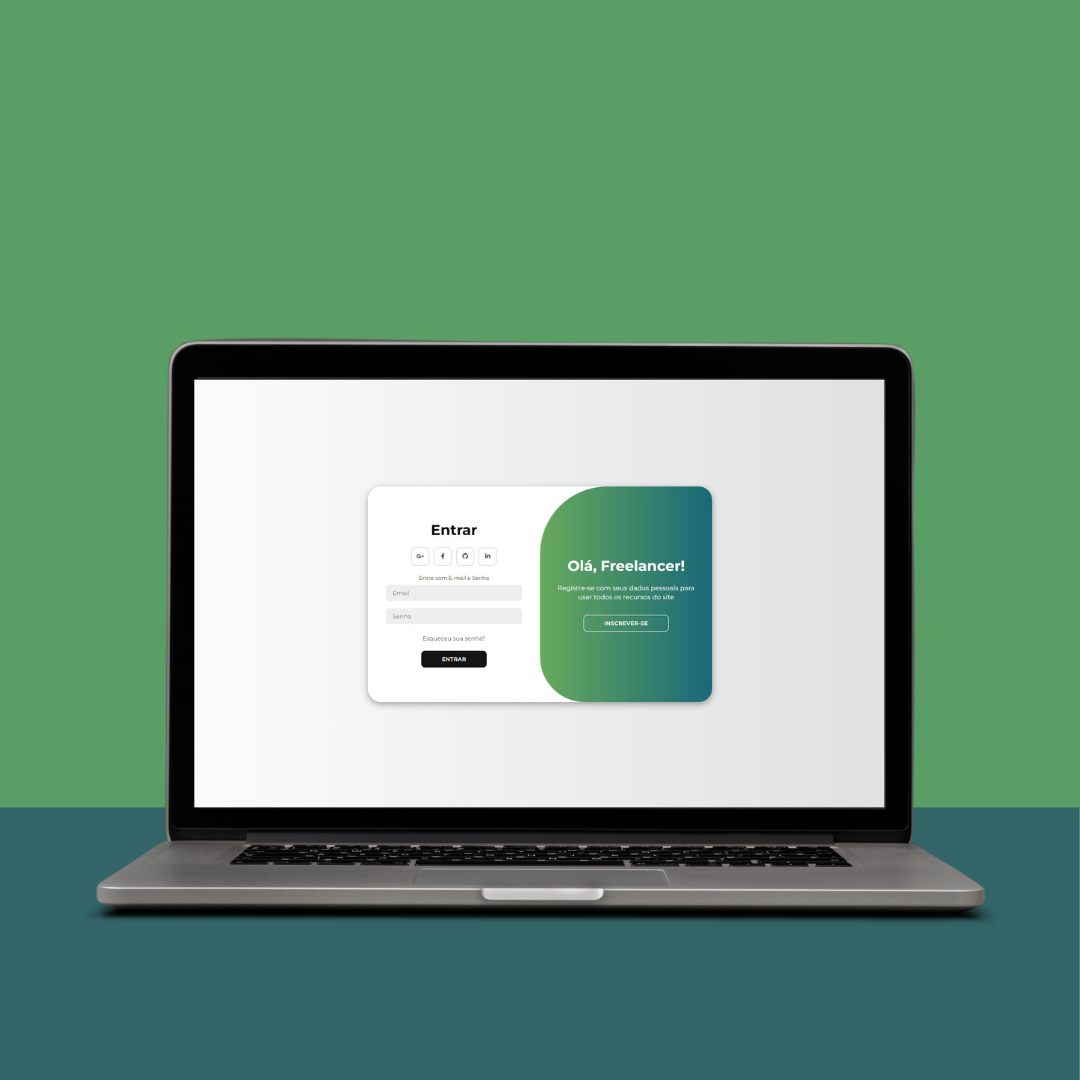 Entrar
G+ f in
Entre com E-mail e Senha
Email
Senha
Esqueceu sua senha?
ENTRAR
Olá, Freelancer!
Registre-se com seus dados pessoais para
usar todos os recursos do site
INSCREVER-SE